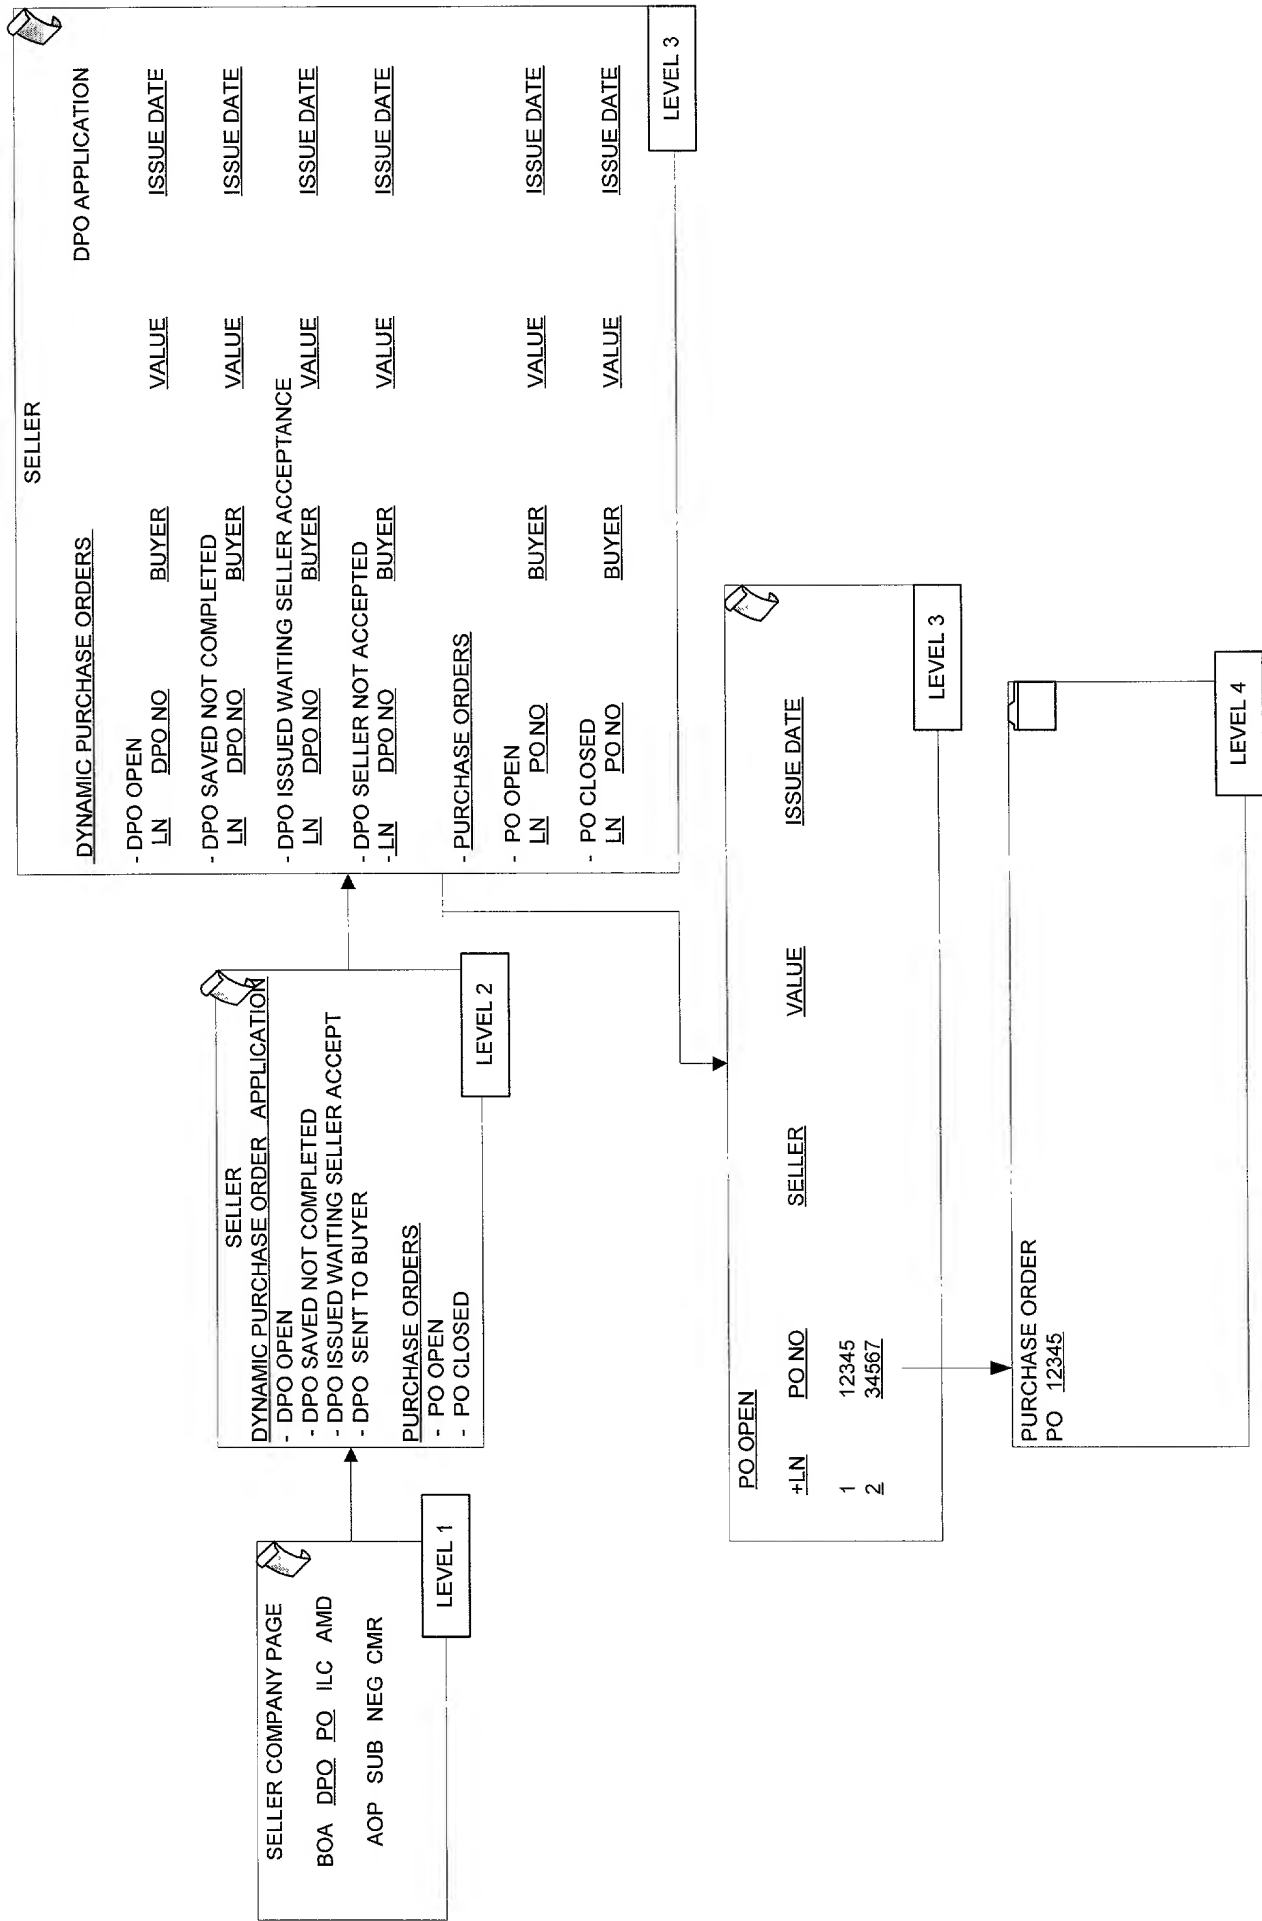 SELLER COMPANY PAGE
BOA DPO PO ILC AMD
AOP SUB NEG CMR
LEVEL 1
SELLER
DYNAMIC PURCHASE ORDER APPLICATION
- DPO OPEN
- DPO SAVED NOT COMPLETED
- DPO ISSUED WAITING SELLER ACCEPT
- DPO SENT TO BUYER
PURCHASE ORDERS
- PO OPEN
- PO CLOSED
LEVEL 2
SELLER
DYNAMIC PURCHASE ORDERS DPO APPLICATION
- DPO OPEN
LN DPO NO BUYER VALUE ISSUE DATE
- DPO SAVED NOT COMPLETED
LN DPO NO BUYER VALUE ISSUE DATE
- DPO ISSUED WAITING SELLER ACCEPTANCE
LN DPO NO BUYER VALUE ISSUE DATE
- DPO SELLER NOT ACCEPTED
- LN DPO NO BUYER VALUE ISSUE DATE
- PURCHASE ORDERS
- PO OPEN
LN PO NO BUYER VALUE ISSUE DATE
- PO CLOSED
LN PO NO BUYER VALUE ISSUE DATE
LEVEL 3
PO OPEN
+LN PO NO SELLER VALUE ISSUE DATE
1 12345
2 34567
LEVEL 3
PURCHASE ORDER
PO 12345
LEVEL 4